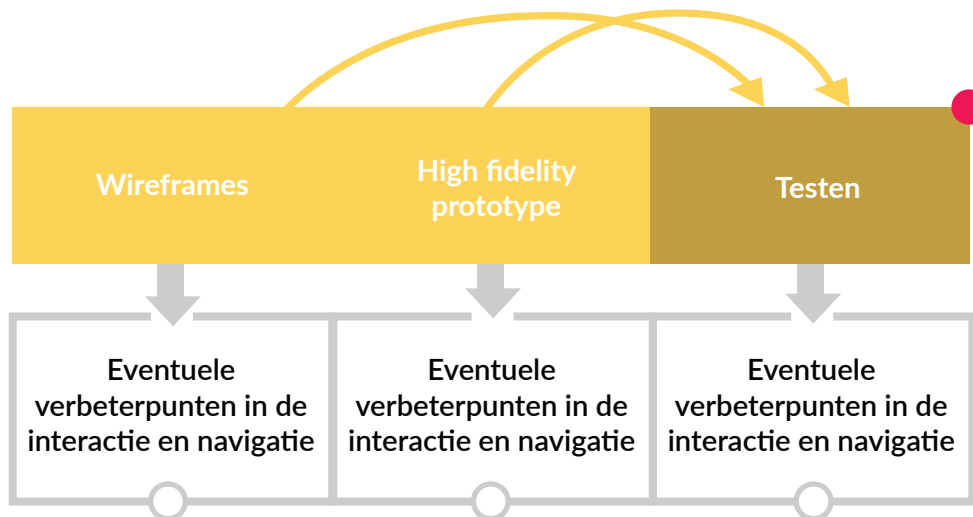 Wireframes
High fidelity
prototype
Testen
Eventuele
verbeterpunten in de
interactie en navigatie
Eventuele
verbeterpunten in de
interactie en navigatie
Eventuele
verbeterpunten in de
interactie en navigatie